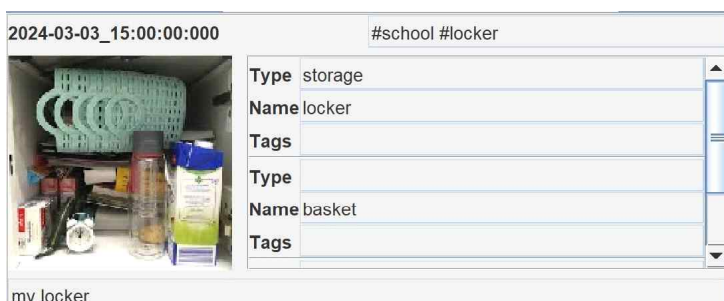 2024-03-03_15:00:00:000 #school #locker
Type storage
Name locker
Tags
Type
Name basket
Tags
my locker